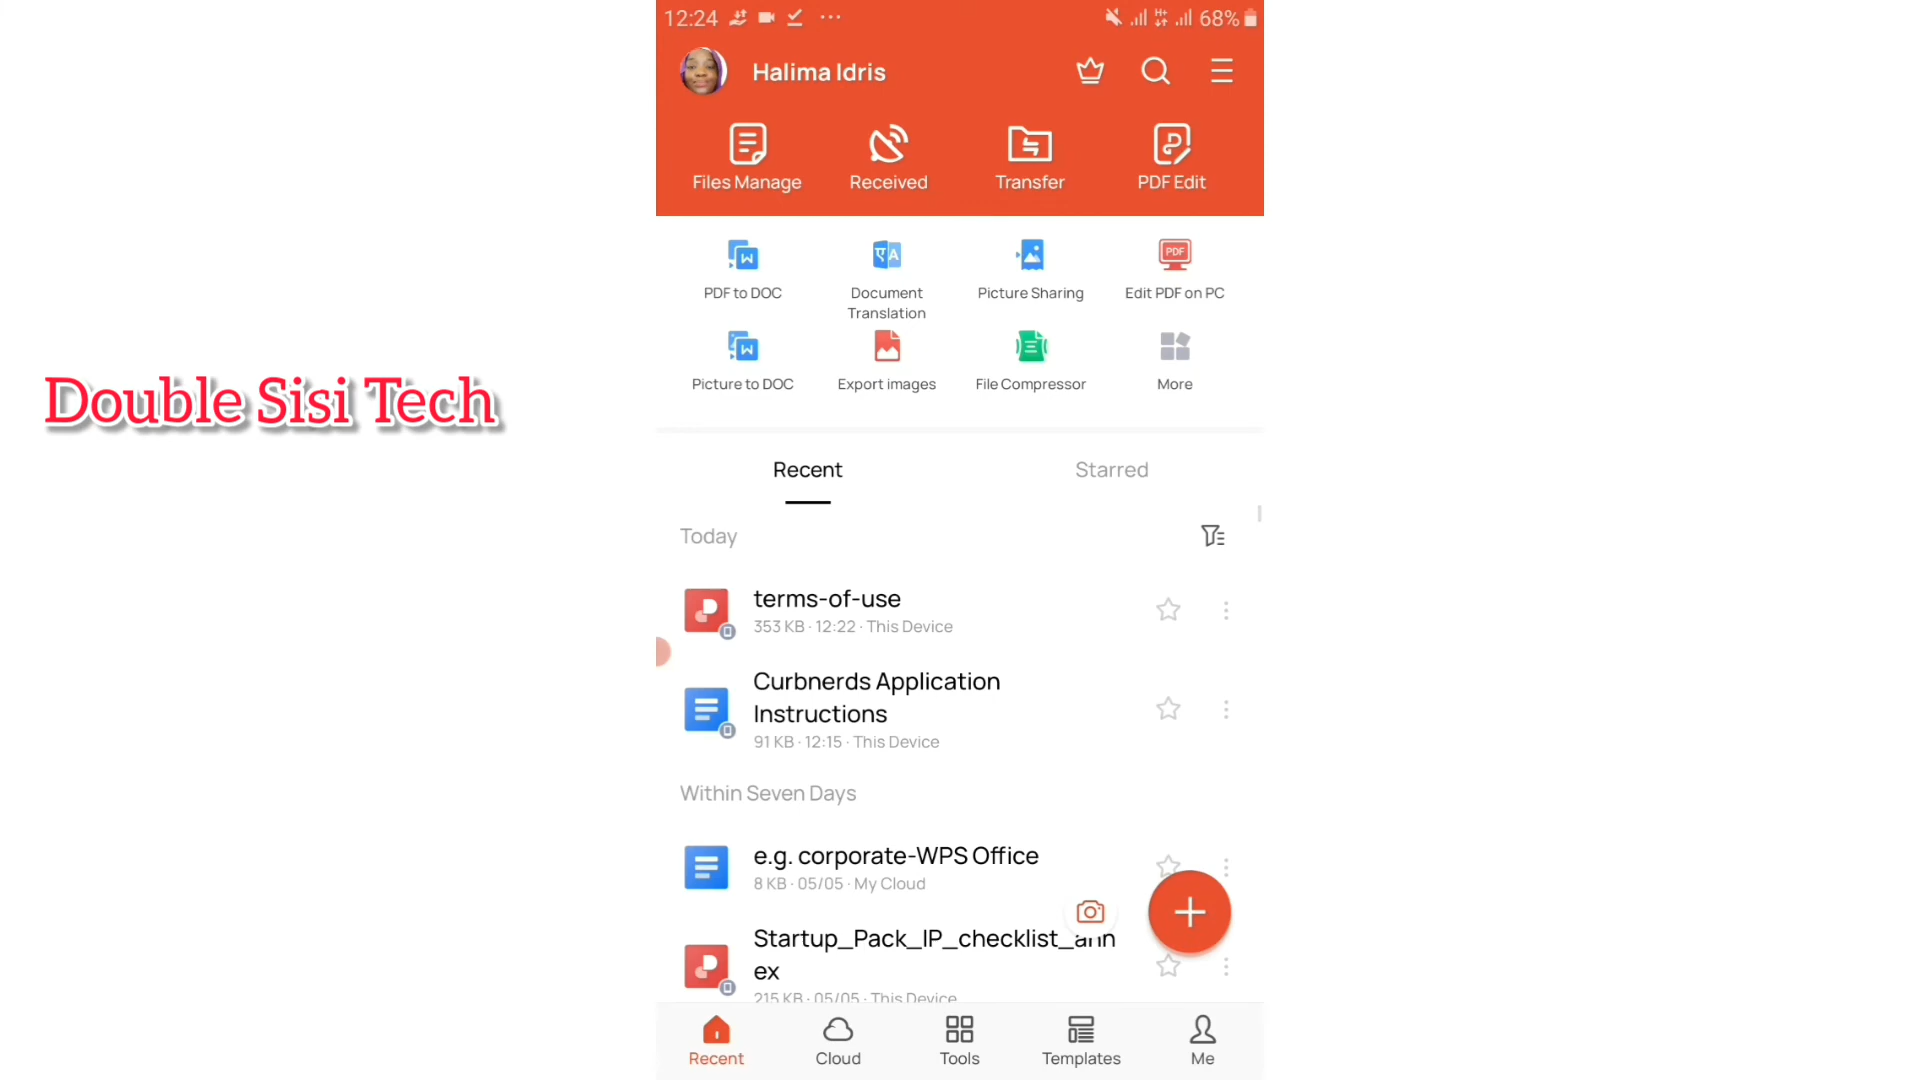 12:24 ... 68%
Halima Idris
Files Manage Received Transfer PDF Edit
PDF
PDF to DOC Document Translation Picture Sharing Edit PDF on PC
Picture to DOC Export images File Compressor More
Double Sisi Tech
Recent Starred
Today
terms-of-use
353 KB · 12:22 · This Device
Curbnerds Application
Instructions
91 KB · 12:15 · This Device
Within Seven Days
e.g. corporate-WPS Office
8 KB · 05/05 · My Cloud
Startup_Pack_IP_checklist_ann
ex
215 KB · 05/05 · This Device
Recent Cloud Tools Templates Me